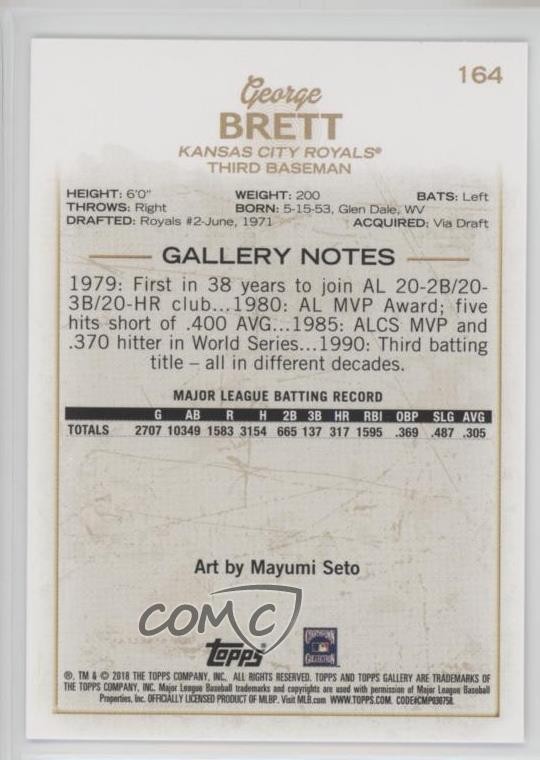 164
George
BRETT
KANSAS CITY ROYALS®
THIRD BASEMAN
HEIGHT: 6'0" WEIGHT: 200 BATS: Left
THROWS: Right BORN: 5-15-53, Glen Dale, WV
DRAFTED: Royals #2-June, 1971 ACQUIRED: Via Draft
GALLERY NOTES
1979: First in 38 years to join AL 20-2B/20-
3B/20-HR club...1980: AL MVP Award; five
hits short of .400 AVG...1985: ALCS MVP and
.370 hitter in World Series...1990: Third batting
title – all in different decades.
MAJOR LEAGUE BATTING RECORD
G AB R H 2B 3B HR RBI OBP SLG AVG
TOTALS 2707 10349 1583 3154 665 137 317 1595 .369 .487 .305
Art by Mayumi Seto
COMC
Topps®
®, TM & © 2018 THE TOPPS COMPANY, INC. ALL RIGHTS RESERVED. TOPPS AND TOPPS GALLERY ARE TRADEMARKS OF
THE TOPPS COMPANY, INC. Major League Baseball trademarks and copyrights are used with permission of Major League Baseball
Properties, Inc. OFFICIALLY LICENSED PRODUCT OF MLBP. Visit MLB.com WWW.TOPPS.COM. CODE#CMP030758.